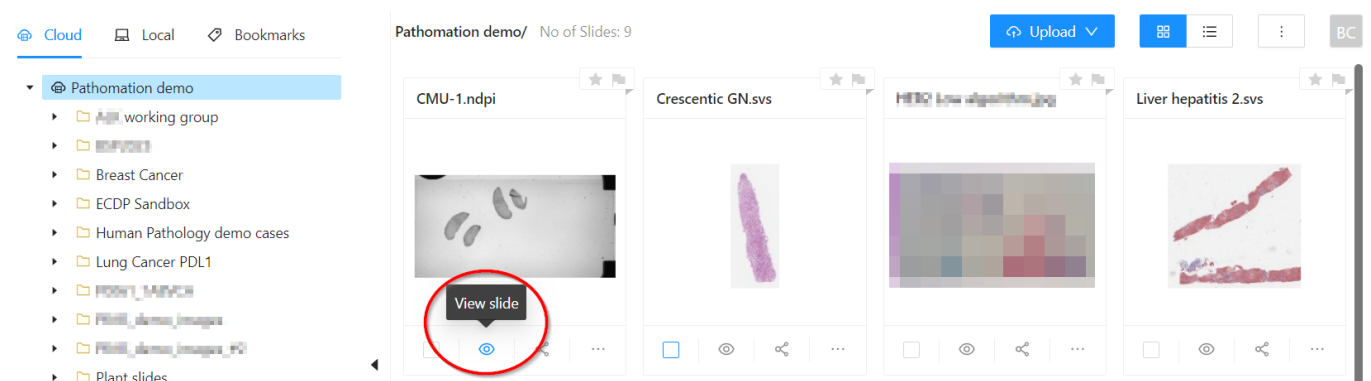 Cloud
Local
Bookmarks
Pathomation demo/
No of Slides: 9
Upload
BC
Pathomation demo
working group
Breast Cancer
ECDP Sandbox
Human Pathology demo cases
Lung Cancer PDL1
Plant slides
CMU-1.ndpi
Crescentic GN.svs
Liver hepatitis 2.svs
View slide